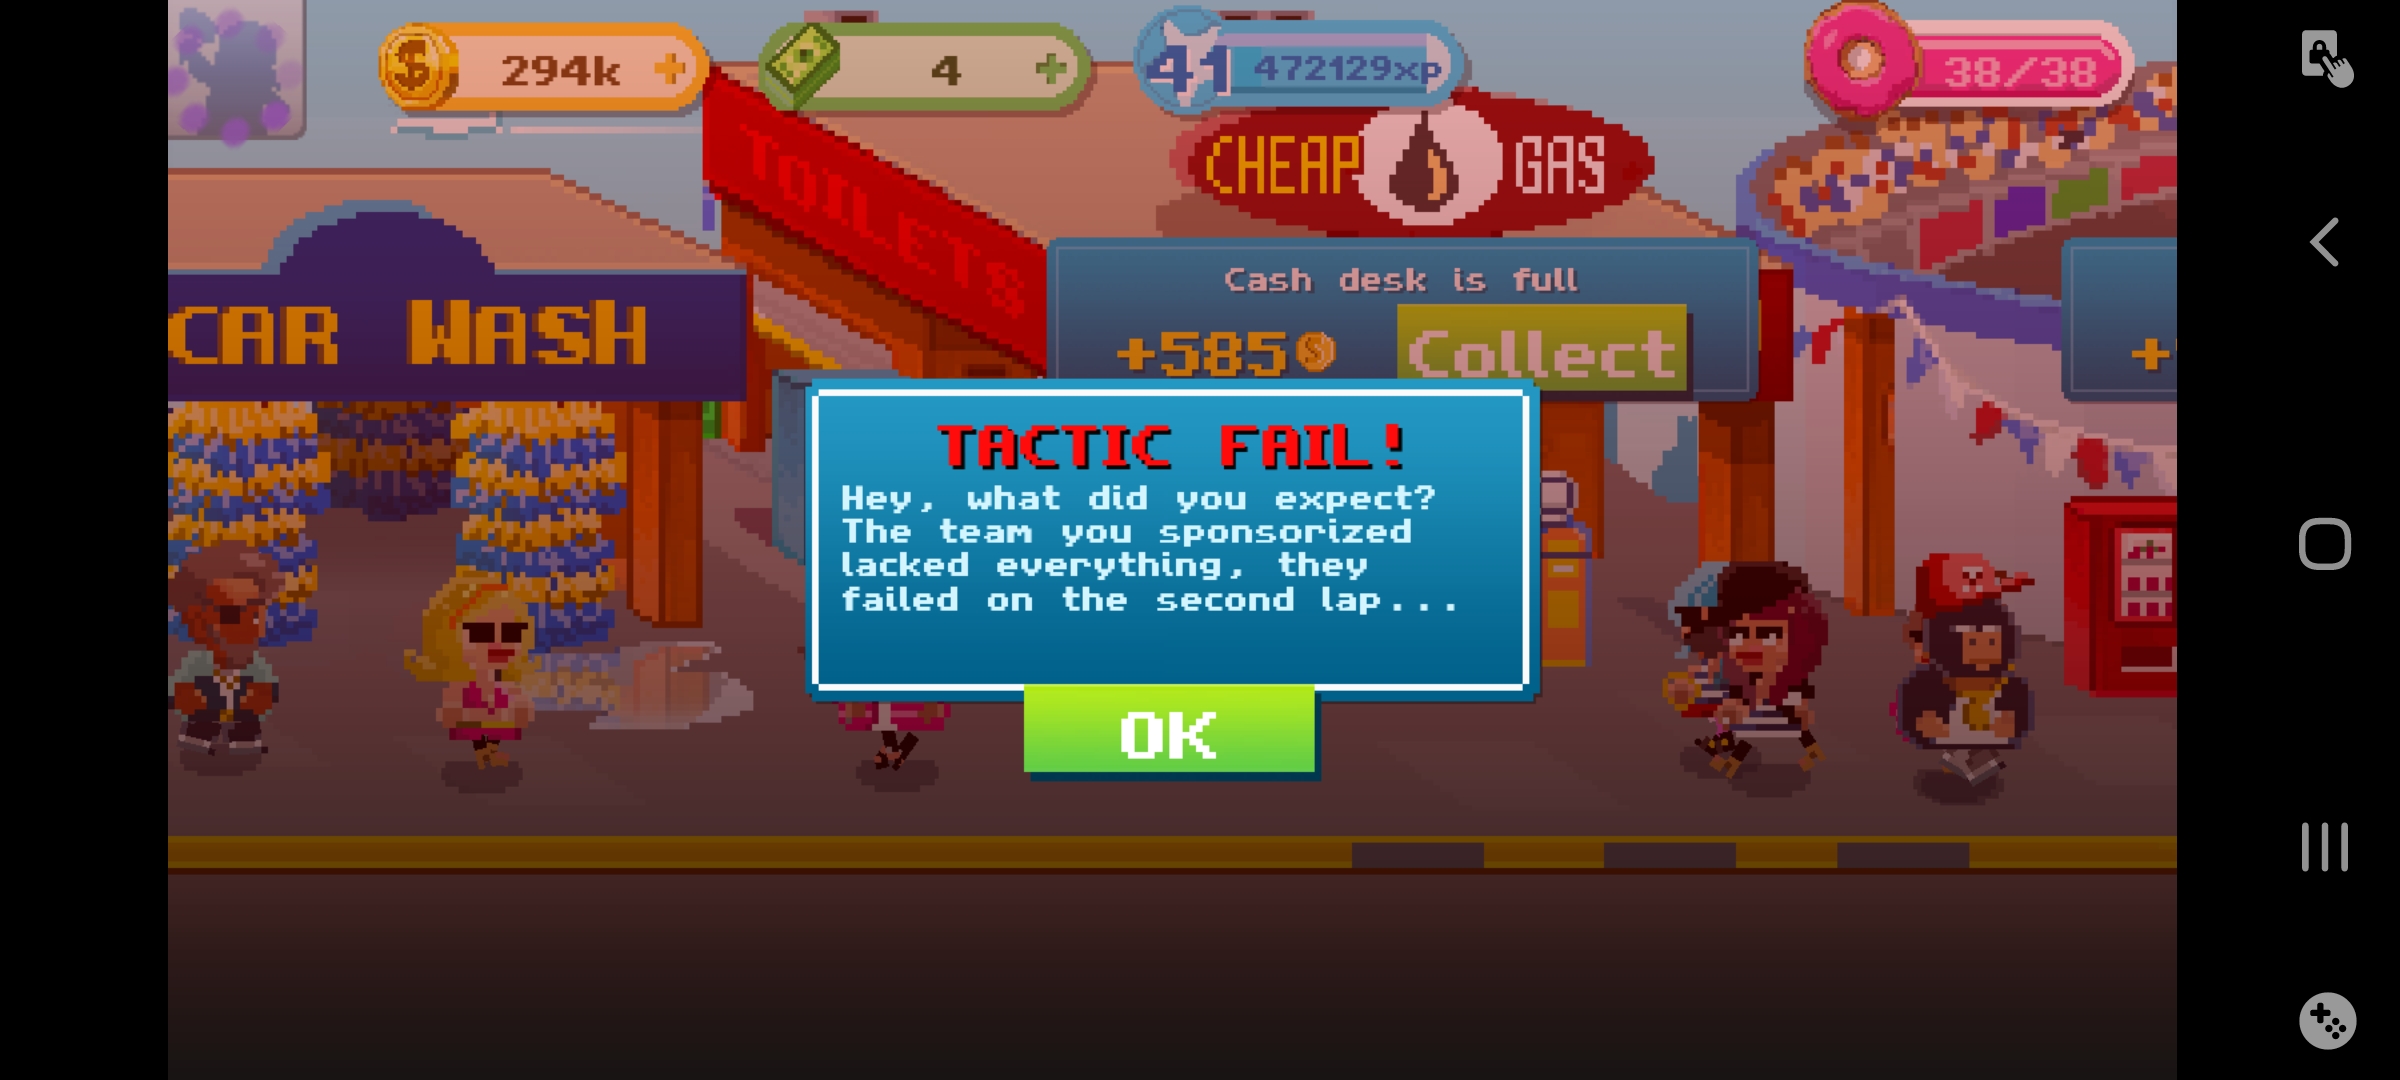 294k +
4 +
41 472129xp
38/38
TOILETS
CHEAP GAS
CAR WASH
Cash desk is full
+585 Collect
+
TACTIC FAIL!
Hey, what did you expect?
The team you sponsorized
lacked everything, they
failed on the second lap...
OK